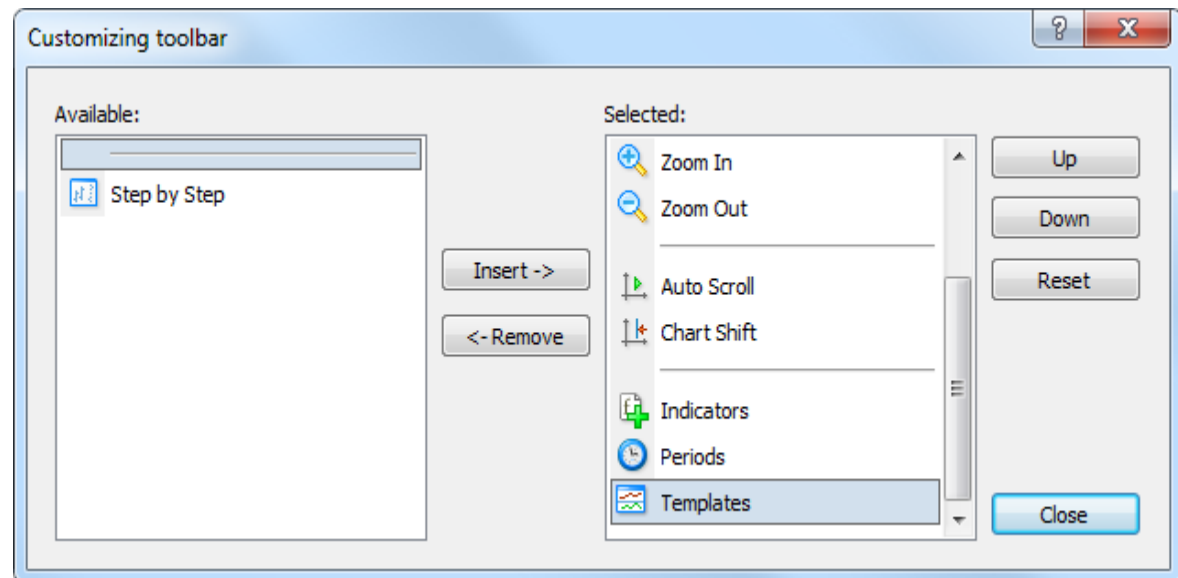 Customizing toolbar
Available:
Step by Step
Insert ->
<- Remove
Selected:
Zoom In
Zoom Out
Auto Scroll
Chart Shift
Indicators
Periods
Templates
Up
Down
Reset
Close